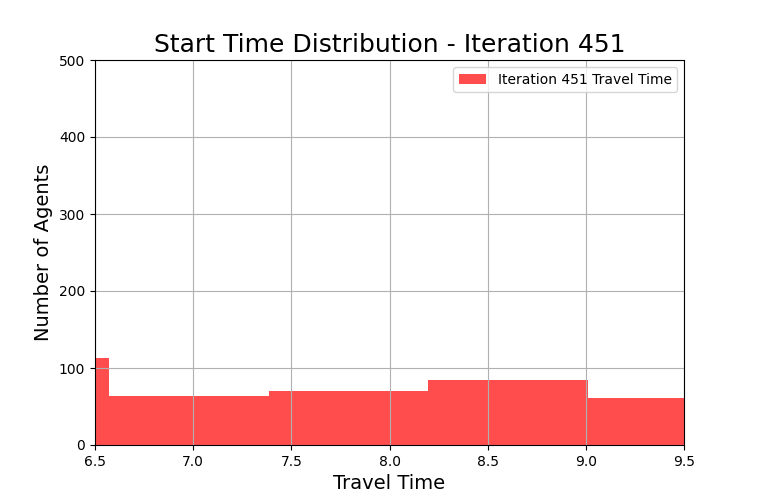 Start Time Distribution - Iteration 451
Iteration 451 Travel Time
Number of Agents
500
400
300
200
100
0
6.5 7.0 7.5 8.0 8.5 9.0 9.5
Travel Time